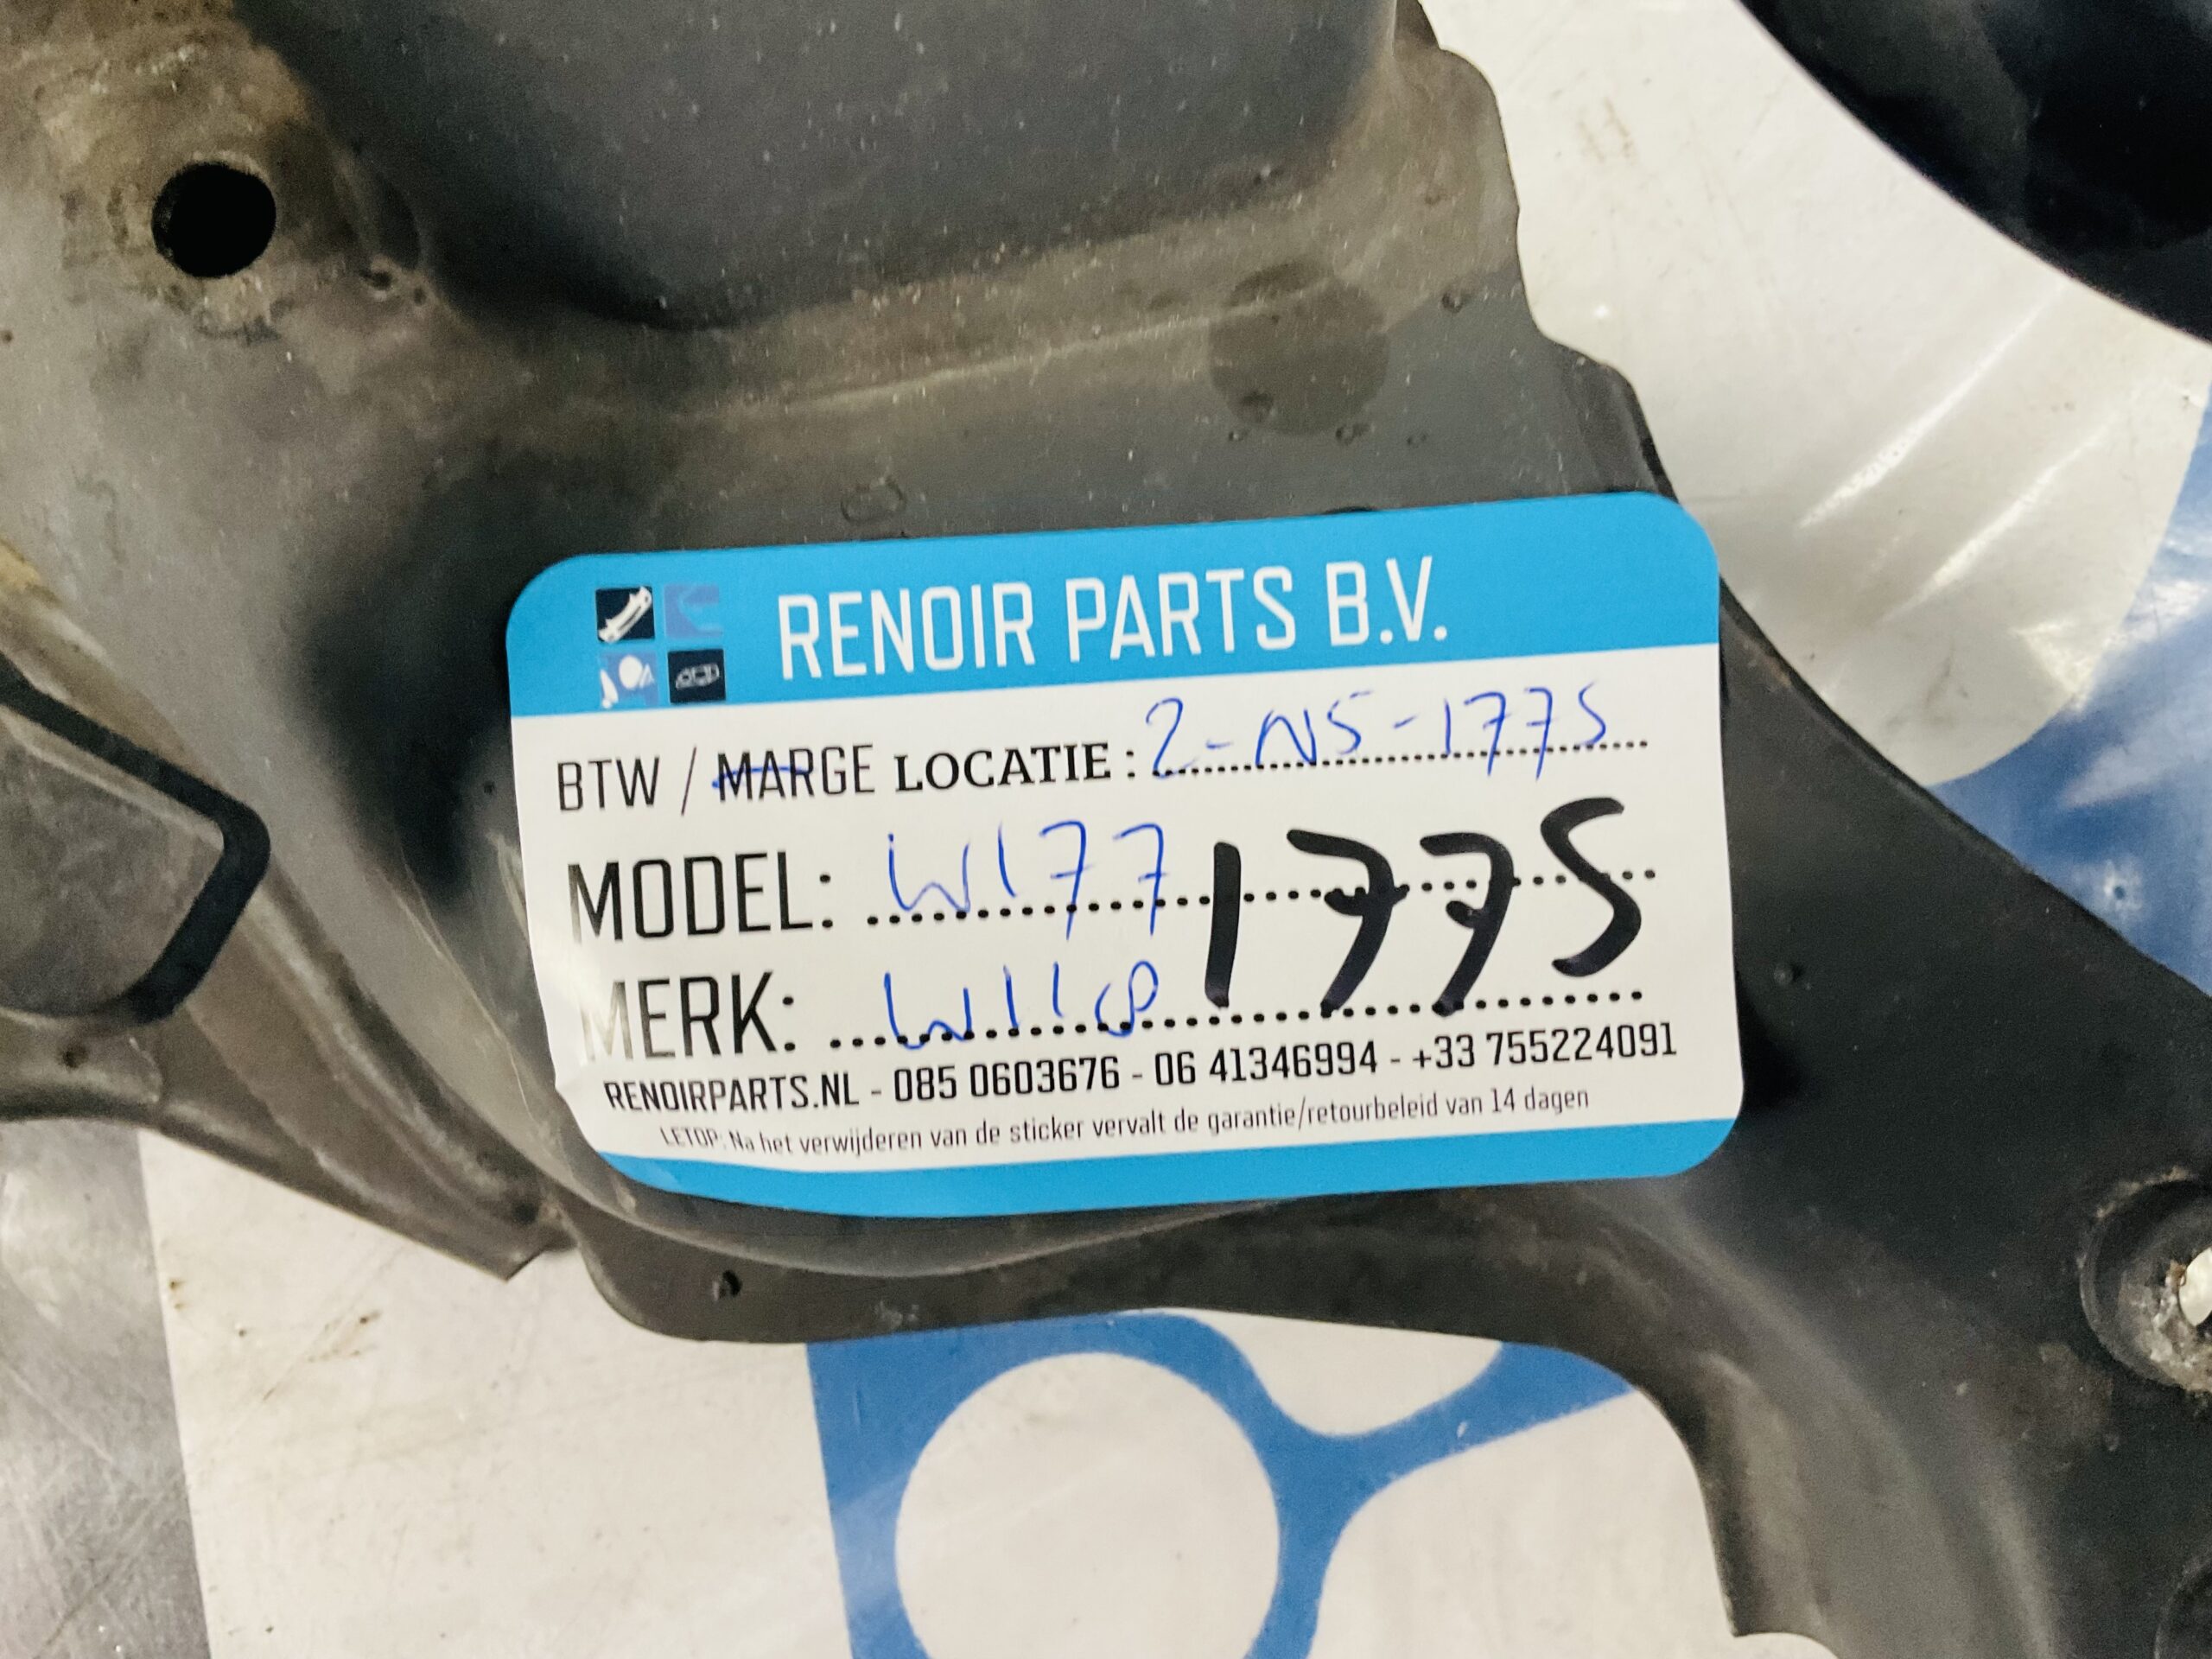 RENOIR PARTS B.V.
BTW / MARGE LOCATIE : 2-N5-1775
MODEL: W177 1775
MERK: W118
RENOIRPARTS.NL - 085 0603676 - 06 41346994 - +33 755224091
LETOP: Na het verwijderen van de sticker vervalt de garantie/retourbeleid van 14 dagen